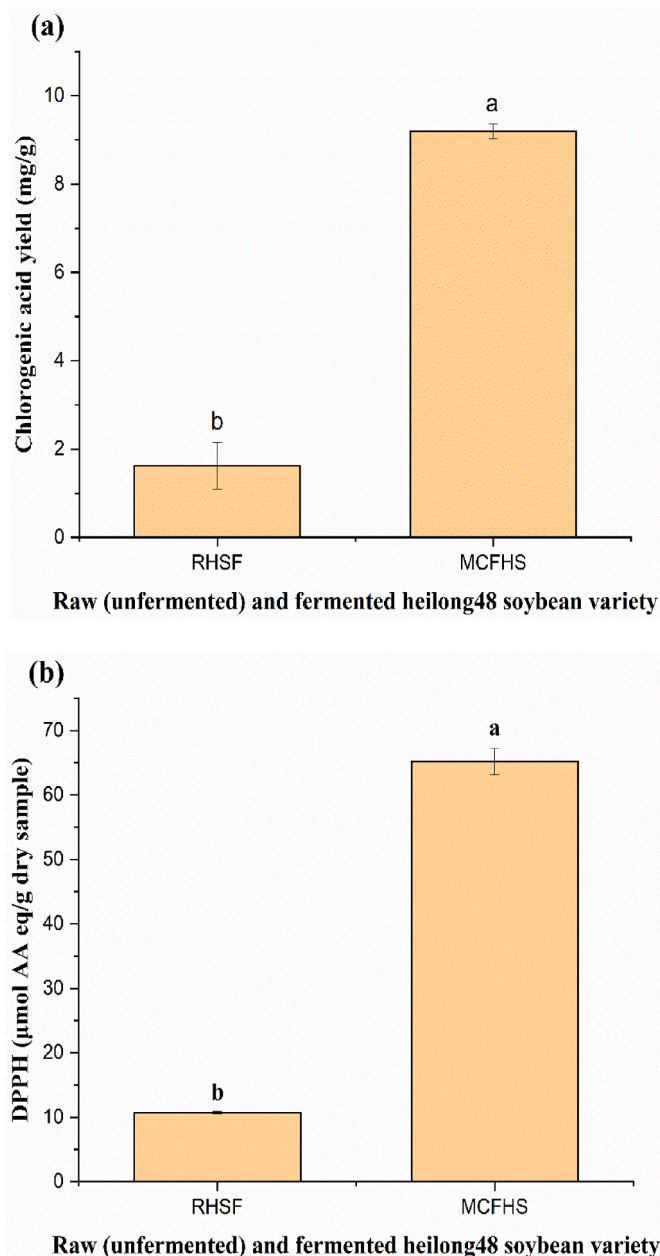 (a)
Chlorogenic acid yield (mg/g)
10
8
6
4
2
0
a
b
RHSF MCFHS
Raw (unfermented) and fermented heilong48 soybean variety
(b)
DPPH (µmol AA eq/g dry sample)
70
60
50
40
30
20
10
0
a
b
RHSF MCFHS
Raw (unfermented) and fermented heilong48 soybean variety